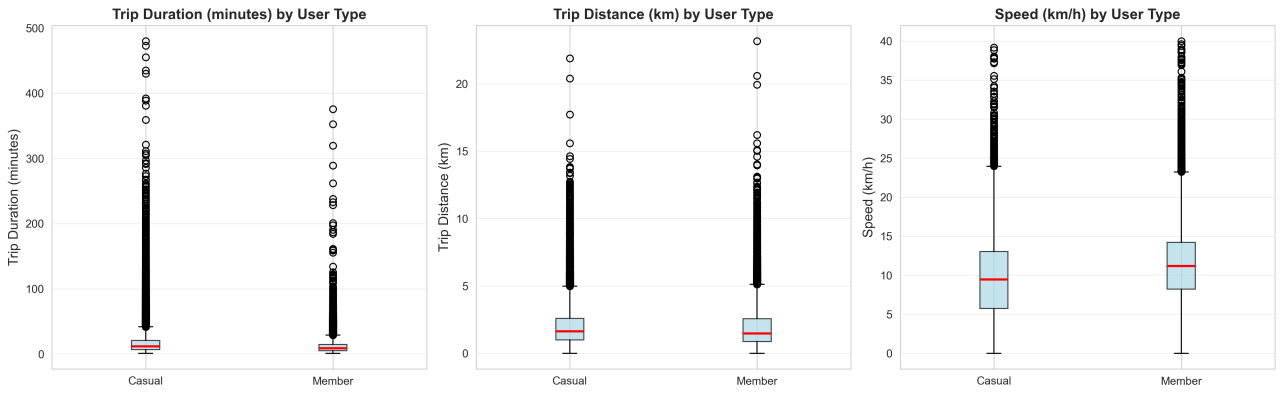 Trip Duration (minutes) by User Type
Trip Duration (minutes)
500
400
300
200
100
0
Casual
Member
Trip Distance (km) by User Type
Trip Distance (km)
20
15
10
5
0
Casual
Member
Speed (km/h) by User Type
Speed (km/h)
40
35
30
25
20
15
10
5
0
Casual
Member